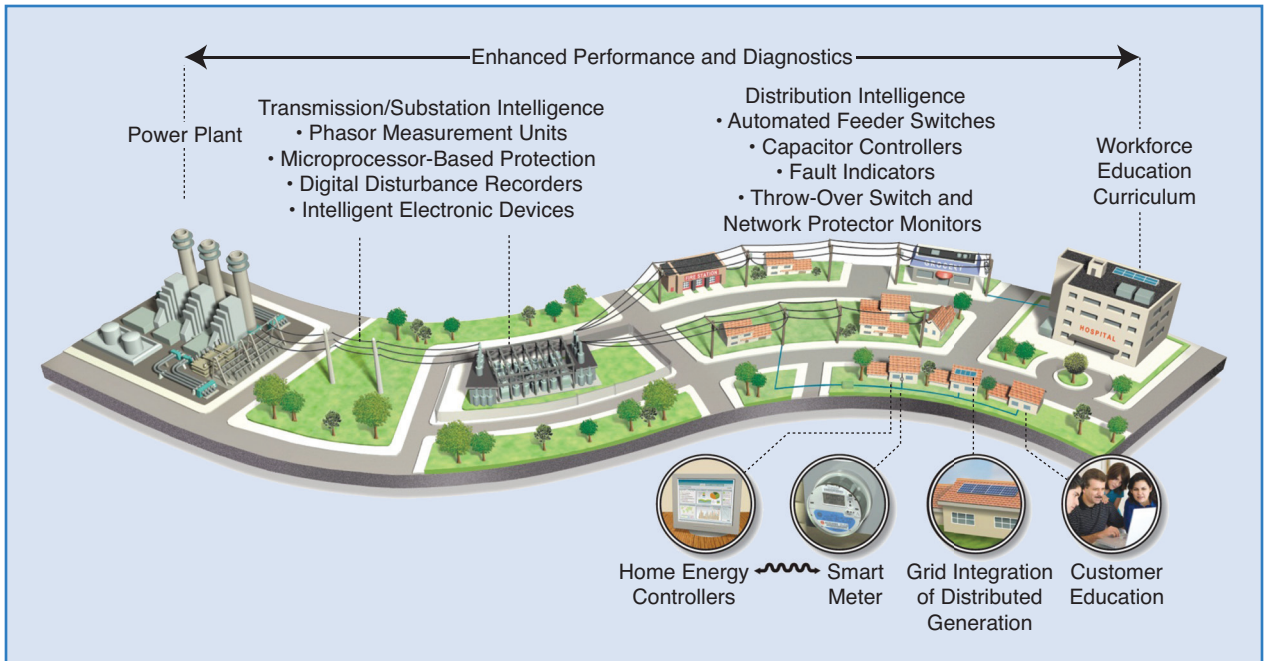 Enhanced Performance and Diagnostics
Power Plant
Transmission/Substation Intelligence
• Phasor Measurement Units
• Microprocessor-Based Protection
• Digital Disturbance Recorders
• Intelligent Electronic Devices
Distribution Intelligence
• Automated Feeder Switches
• Capacitor Controllers
• Fault Indicators
• Throw-Over Switch and
Network Protector Monitors
Workforce
Education
Curriculum
FIRE STATION
GROCERY
HOSPITAL
Home Energy
Controllers
Smart
Meter
Grid Integration
of Distributed
Generation
Customer
Education